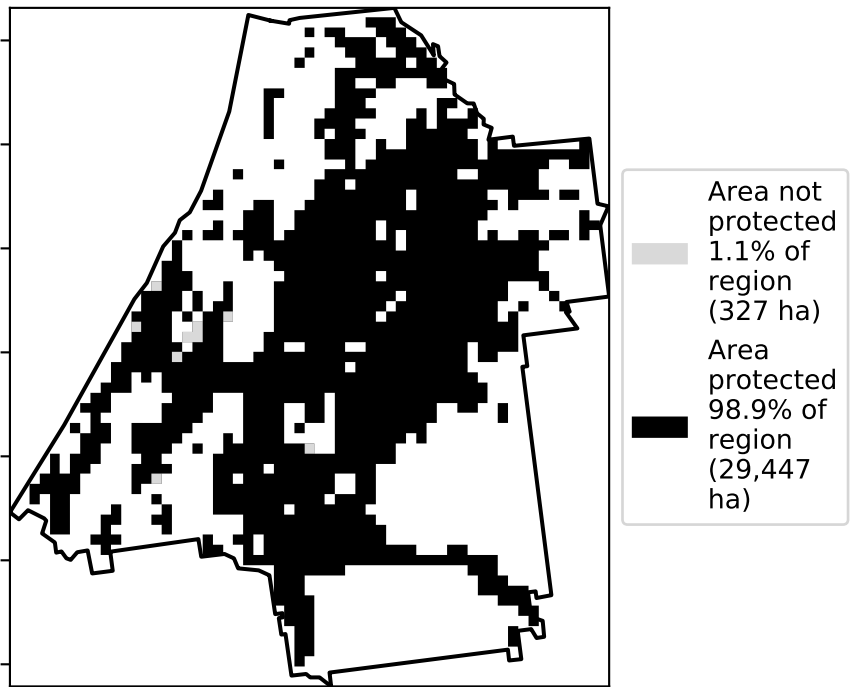 Area not
protected
1.1% of
region
(327 ha)
Area
protected
98.9% of
region
(29,447
ha)